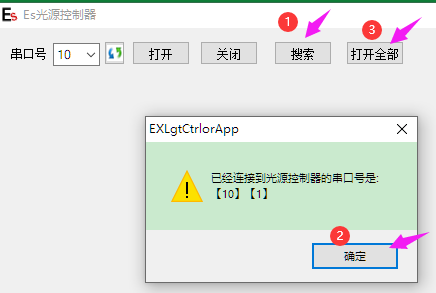 Es光源控制器
1
3
串口号 10 打开 关闭 搜索 打开全部
EXLgtCtrlorApp
已经连接到光源控制器的串口号是:
【10】【1】
2
确定